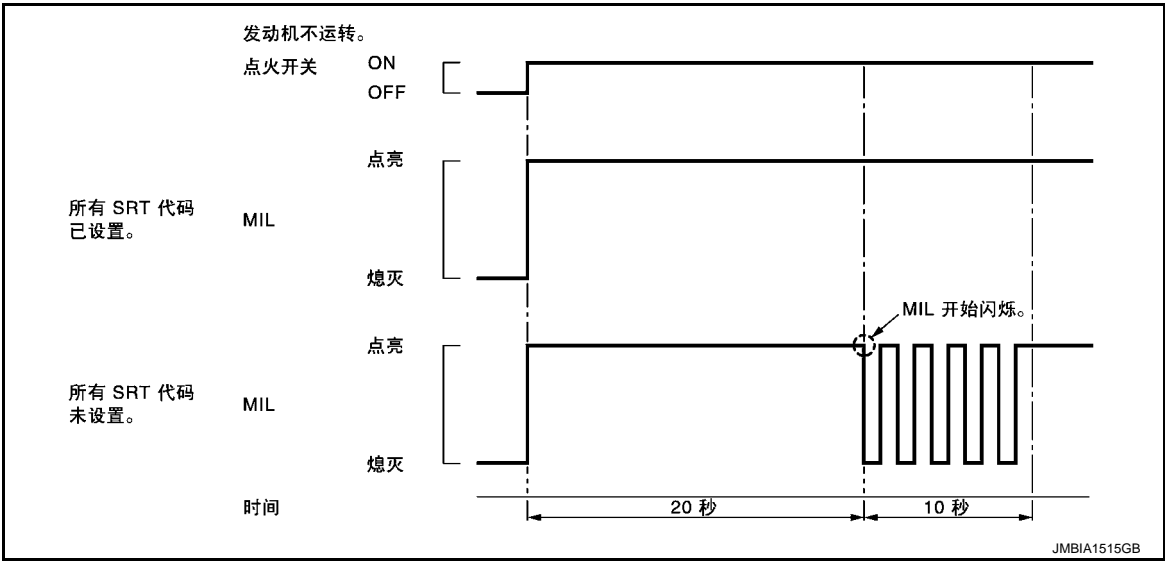 发动机不运转。
点火开关
ON
OFF
点亮
所有 SRT 代码
已设置。
MIL
熄灭
MIL 开始闪烁。
点亮
所有 SRT 代码
未设置。
MIL
熄灭
时间
20 秒
10 秒
JMBIA1515GB